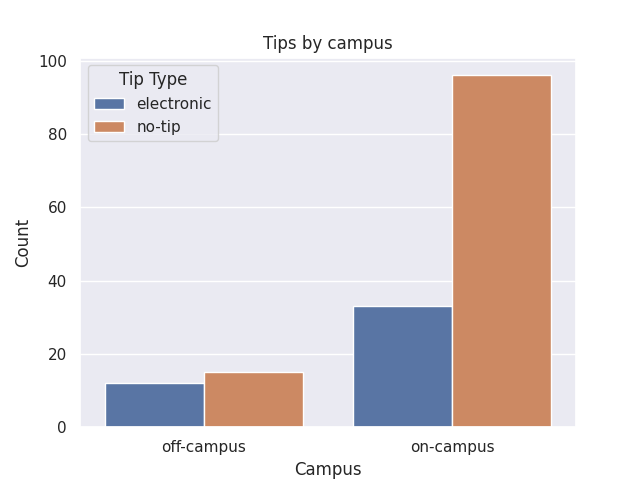 Tips by campus
100
80
60
40
20
0
Count
Tip Type
electronic
no-tip
off-campus
on-campus
Campus